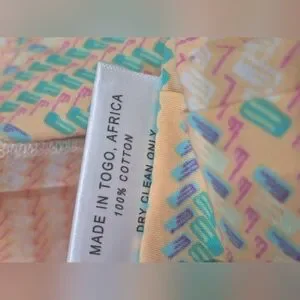 MADE IN TOGO, AFRICA
100% COTTON
DRY CLEAN ONLY